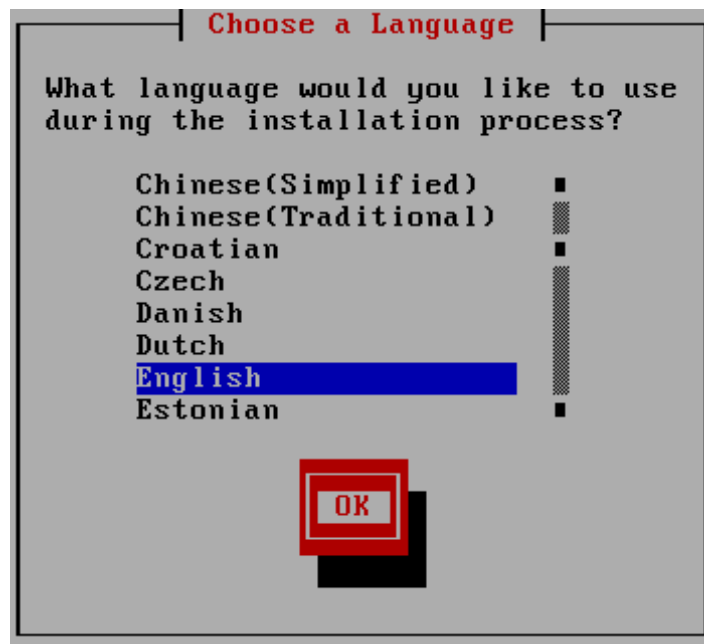 Choose a Language
What language would you like to use
during the installation process?
Chinese(Simplified)
Chinese(Traditional)
Croatian
Czech
Danish
Dutch
English
Estonian
OK